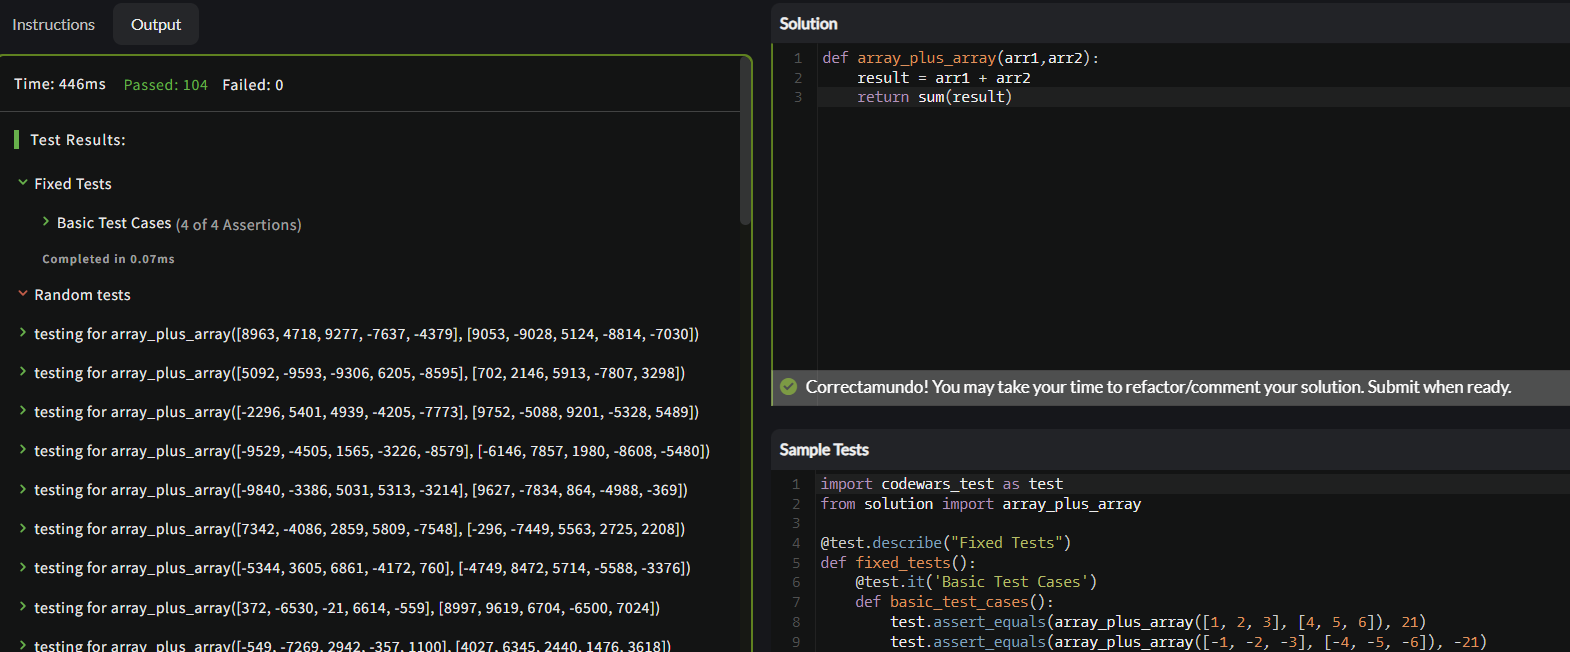 Instructions
Output
Time: 446ms Passed: 104 Failed: 0
Test Results:
Fixed Tests
Basic Test Cases (4 of 4 Assertions)
Completed in 0.07ms
Random tests
testing for array_plus_array([8963, 4718, 9277, -7637, -4379], [9053, -9028, 5124, -8814, -7030])
testing for array_plus_array([5092, -9593, -9306, 6205, -8595], [702, 2146, 5913, -7807, 3298])
testing for array_plus_array([-2296, 5401, 4939, -4205, -7773], [9752, -5088, 9201, -5328, 5489])
testing for array_plus_array([-9529, -4505, 1565, -3226, -8579], [-6146, 7857, 1980, -8608, -5480])
testing for array_plus_array([-9840, -3386, 5031, 5313, -3214], [9627, -7834, 864, -4988, -369])
testing for array_plus_array([7342, -4086, 2859, 5809, -7548], [-296, -7449, 5563, 2725, 2208])
testing for array_plus_array([-5344, 3605, 6861, -4172, 760], [-4749, 8472, 5714, -5588, -3376])
testing for array_plus_array([372, -6530, -21, 6614, -559], [8997, 9619, 6704, -6500, 7024])
testing for array_plus_array([-549, -7269, 2942, -357, 1100], [4027, 6345, 2440, 1476, 3618])
Solution
1 def array_plus_array(arr1,arr2):
2 result = arr1 + arr2
3 return sum(result)
Correctamundo! You may take your time to refactor/comment your solution. Submit when ready.
Sample Tests
1 import codewars_test as test
2 from solution import array_plus_array
3
4 @test.describe("Fixed Tests")
5 def fixed_tests():
6 @test.it('Basic Test Cases')
7 def basic_test_cases():
8 test.assert_equals(array_plus_array([1, 2, 3], [4, 5, 6]), 21)
9 test.assert_equals(array_plus_array([-1, -2, -3], [-4, -5, -6]), -21)